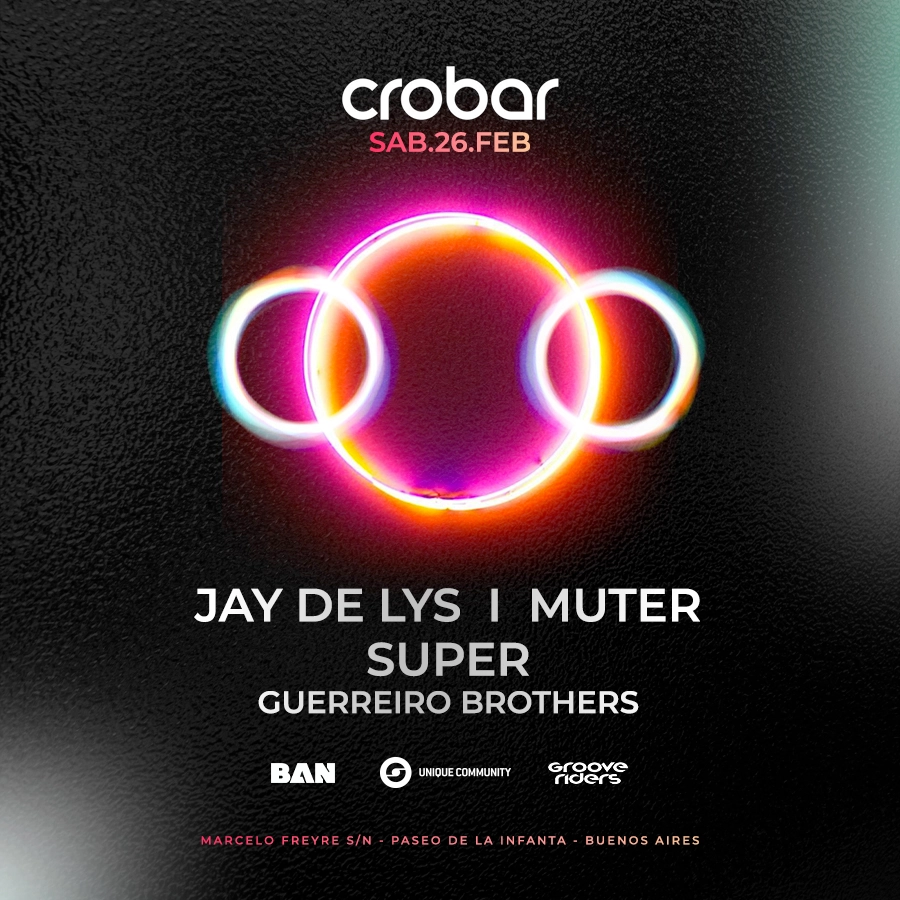 crobar
SAB.26.FEB
JAY DE LYS I MUTER
SUPER
GUERREIRO BROTHERS
BAN UNIQUE COMMUNITY Groove riders
MARCELO FREYRE S/N - PASEO DE LA INFANTA - BUENOS AIRES